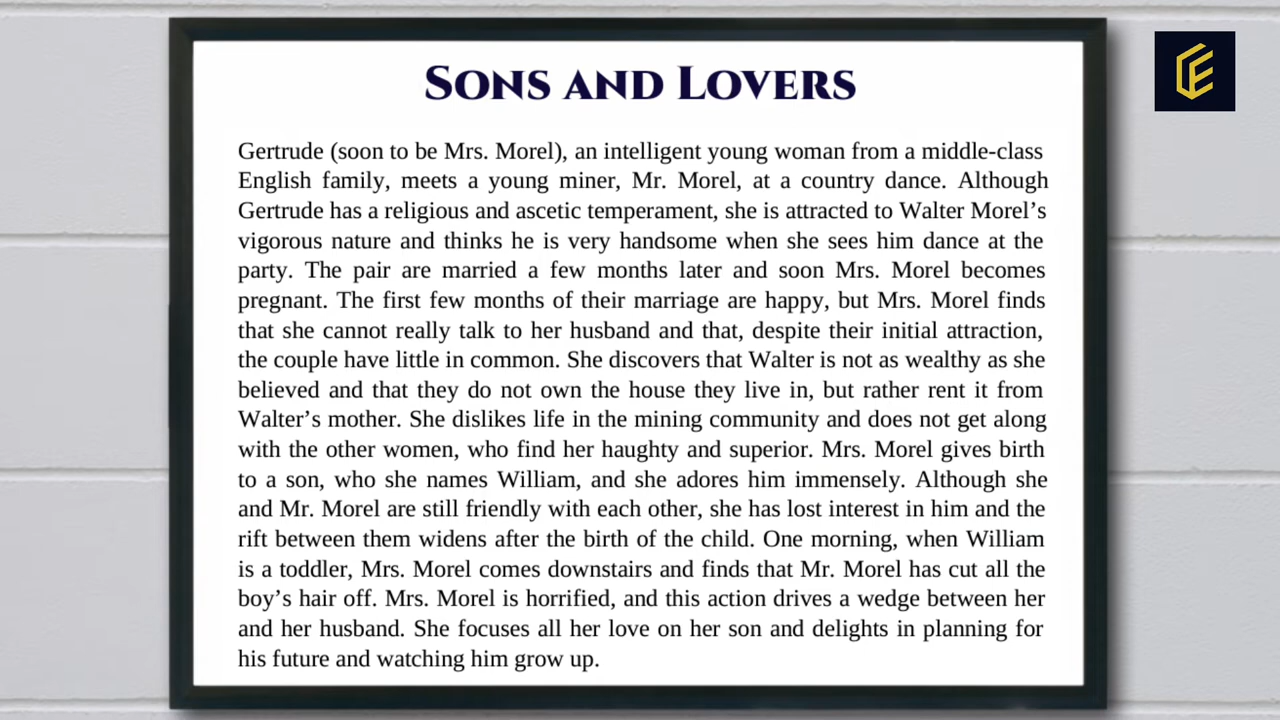 SONS AND LOVERS
Gertrude (soon to be Mrs. Morel), an intelligent young woman from a middle-class
English family, meets a young miner, Mr. Morel, at a country dance. Although
Gertrude has a religious and ascetic temperament, she is attracted to Walter Morel’s
vigorous nature and thinks he is very handsome when she sees him dance at the
party. The pair are married a few months later and soon Mrs. Morel becomes
pregnant. The first few months of their marriage are happy, but Mrs. Morel finds
that she cannot really talk to her husband and that, despite their initial attraction,
the couple have little in common. She discovers that Walter is not as wealthy as she
believed and that they do not own the house they live in, but rather rent it from
Walter’s mother. She dislikes life in the mining community and does not get along
with the other women, who find her haughty and superior. Mrs. Morel gives birth
to a son, who she names William, and she adores him immensely. Although she
and Mr. Morel are still friendly with each other, she has lost interest in him and the
rift between them widens after the birth of the child. One morning, when William
is a toddler, Mrs. Morel comes downstairs and finds that Mr. Morel has cut all the
boy’s hair off. Mrs. Morel is horrified, and this action drives a wedge between her
and her husband. She focuses all her love on her son and delights in planning for
his future and watching him grow up.